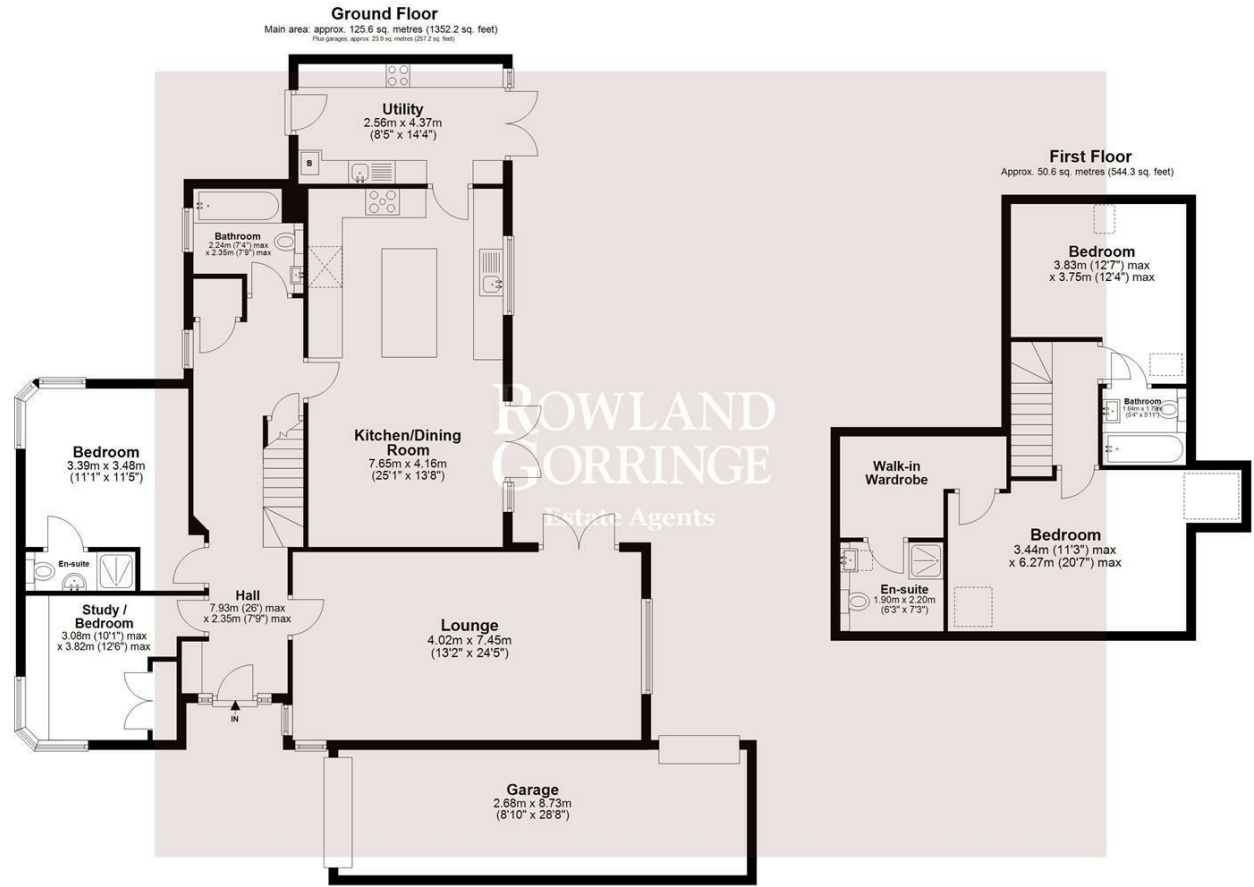 Ground Floor
Main area: approx. 125.6 sq. metres (1352.2 sq. feet)
Plus garages, approx. 23.9 sq. metres (257.2 sq. feet)
Utility
2.56m x 4.37m
(8'5" x 14'4")
B
First Floor
Approx. 50.6 sq. metres (544.3 sq. feet)
Bathroom
2.24m (7'4") max
x 2.35m (7'9") max
Bedroom
3.83m (12'7") max
x 3.75m (12'4") max
Kitchen/Dining
Room
7.65m x 4.16m
(25'1" x 13'8")
ROWLAND
GORRINGE
Estate Agents
Bathroom
1.64m x 1.79m
(5'4" x 5'11")
Bedroom
3.39m x 3.48m
(11'1" x 11'5")
Walk-in
Wardrobe
Bedroom
3.44m (11'3") max
x 6.27m (20'7") max
En-suite
En-suite
1.90m x 2.20m
(6'3" x 7'3")
Hall
7.93m (26') max
x 2.35m (7'9") max
Study /
Bedroom
3.08m (10'1") max
x 3.82m (12'6") max
Lounge
4.02m x 7.45m
(13'2" x 24'5")
IN
Garage
2.68m x 8.73m
(8'10" x 28'8")